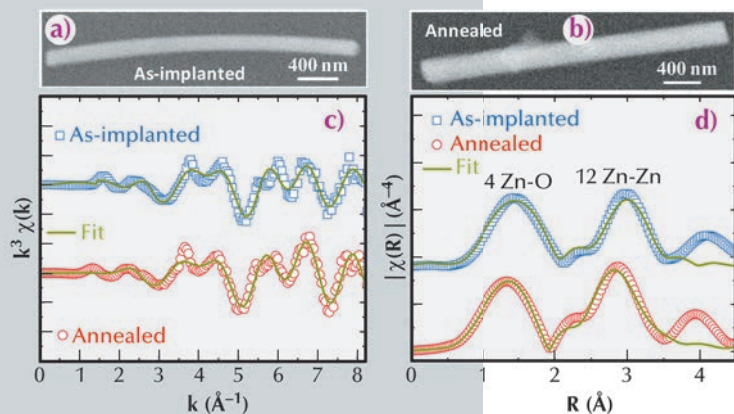 a)
As-implanted
400 nm
Annealed
b)
400 nm
c)
As-implanted
Fit
Annealed
k³ χ(k)
0 1 2 3 4 5 6 7 8
k (Å⁻¹)
d)
As-implanted
Annealed
Fit
4 Zn-O
12 Zn-Zn
|χ(R)| (Å⁻⁴)
0 1 2 3 4
R (Å)